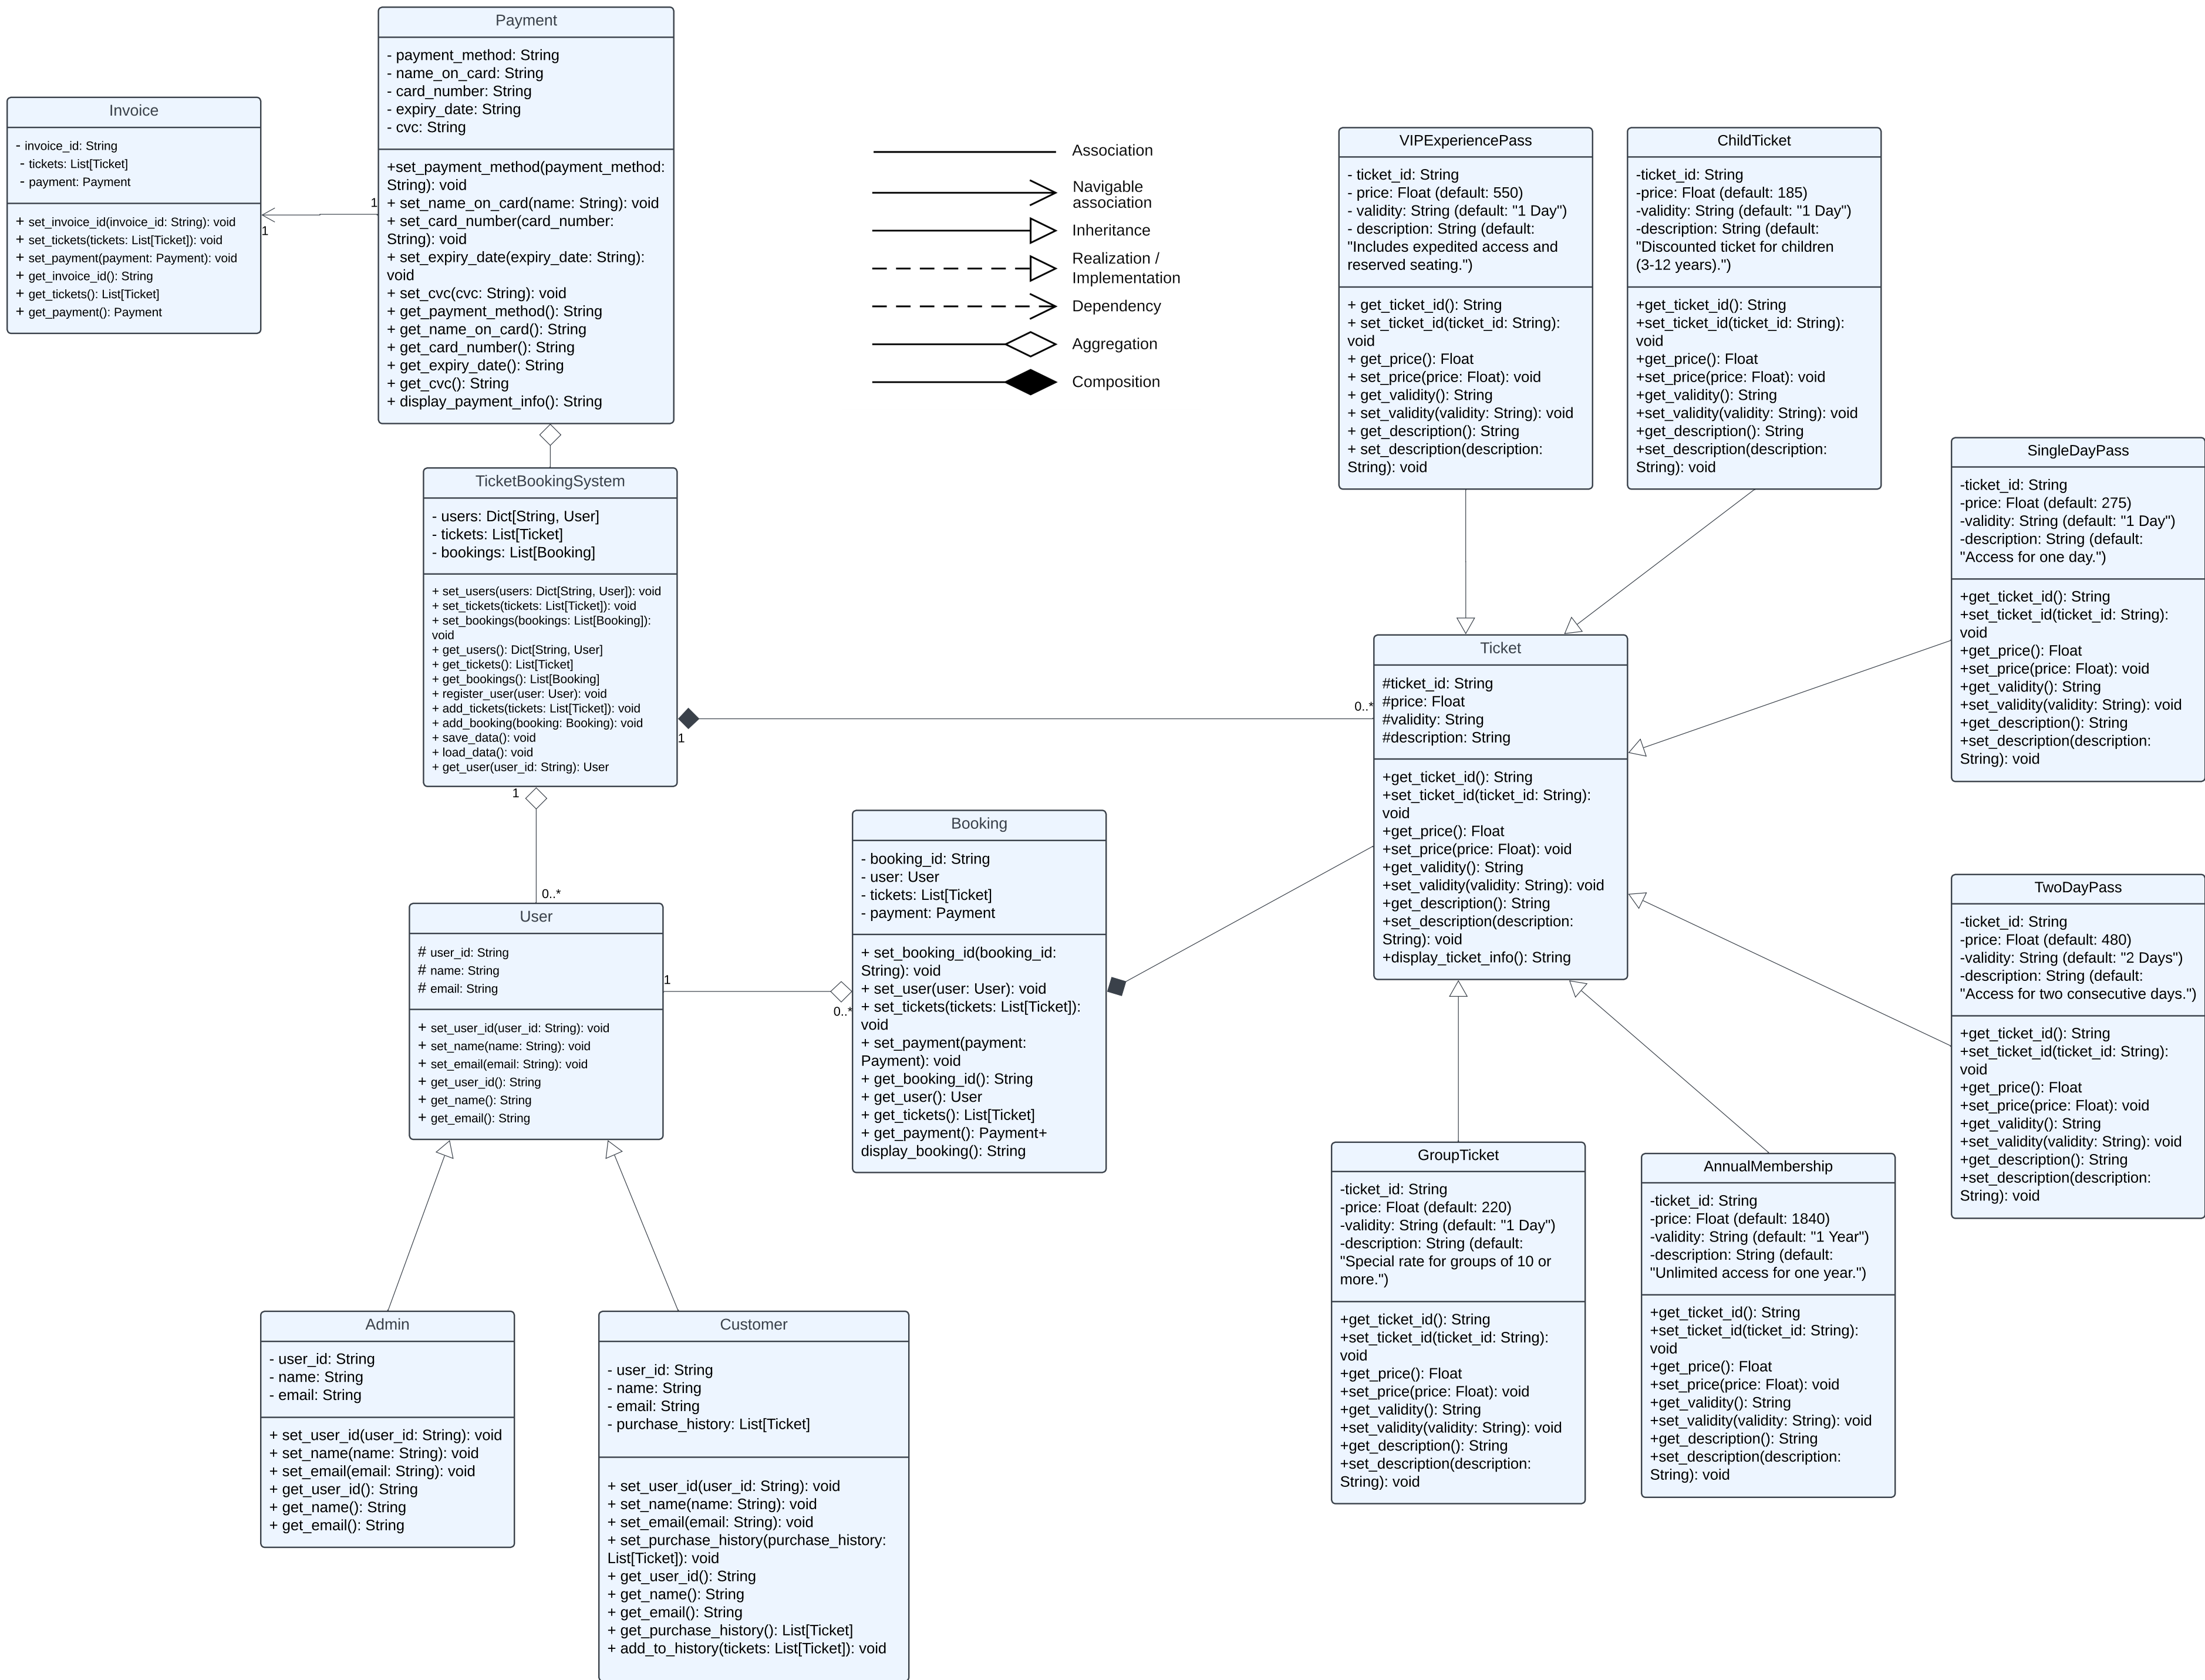 Payment
- payment_method: String
- name_on_card: String
- card_number: String
- expiry_date: String
- cvc: String
+set_payment_method(payment_method:
String): void
+ set_name_on_card(name: String): void
+ set_card_number(card_number:
String): void
+ set_expiry_date(expiry_date: String):
void
+ set_cvc(cvc: String): void
+ get_payment_method(): String
+ get_name_on_card(): String
+ get_card_number(): String
+ get_expiry_date(): String
+ get_cvc(): String
+ display_payment_info(): String
Invoice
- invoice_id: String
- tickets: List[Ticket]
- payment: Payment
+ set_invoice_id(invoice_id: String): void
+ set_tickets(tickets: List[Ticket]): void
+ set_payment(payment: Payment): void
+ get_invoice_id(): String
+ get_tickets(): List[Ticket]
+ get_payment(): Payment
1
1
Association
Navigable
association
Inheritance
Realization /
Implementation
Dependency
Aggregation
Composition
VIPExperiencePass
- ticket_id: String
- price: Float (default: 550)
- validity: String (default: "1 Day")
- description: String (default:
"Includes expedited access and
reserved seating.")
+ get_ticket_id(): String
+ set_ticket_id(ticket_id: String):
void
+ get_price(): Float
+ set_price(price: Float): void
+ get_validity(): String
+ set_validity(validity: String): void
+ get_description(): String
+ set_description(description:
String): void
ChildTicket
-ticket_id: String
-price: Float (default: 185)
-validity: String (default: "1 Day")
-description: String (default:
"Discounted ticket for children
(3-12 years).")
+get_ticket_id(): String
+set_ticket_id(ticket_id: String):
void
+get_price(): Float
+set_price(price: Float): void
+get_validity(): String
+set_validity(validity: String): void
+get_description(): String
+set_description(description:
String): void
SingleDayPass
-ticket_id: String
-price: Float (default: 275)
-validity: String (default: "1 Day")
-description: String (default:
"Access for one day.")
+get_ticket_id(): String
+set_ticket_id(ticket_id: String):
void
+get_price(): Float
+set_price(price: Float): void
+get_validity(): String
+set_validity(validity: String): void
+get_description(): String
+set_description(description:
String): void
TicketBookingSystem
- users: Dict[String, User]
- tickets: List[Ticket]
- bookings: List[Booking]
+ set_users(users: Dict[String, User]): void
+ set_tickets(tickets: List[Ticket]): void
+ set_bookings(bookings: List[Booking]):
void
+ get_users(): Dict[String, User]
+ get_tickets(): List[Ticket]
+ get_bookings(): List[Booking]
+ register_user(user: User): void
+ add_tickets(tickets: List[Ticket]): void
+ add_booking(booking: Booking): void
+ save_data(): void
+ load_data(): void
+ get_user(user_id: String): User
1
0..*
1
0..*
Ticket
#ticket_id: String
#price: Float
#validity: String
#description: String
+get_ticket_id(): String
+set_ticket_id(ticket_id: String):
void
+get_price(): Float
+set_price(price: Float): void
+get_validity(): String
+set_validity(validity: String): void
+get_description(): String
+set_description(description:
String): void
+display_ticket_info(): String
Booking
- booking_id: String
- user: User
- tickets: List[Ticket]
- payment: Payment
+ set_booking_id(booking_id:
String): void
+ set_user(user: User): void
+ set_tickets(tickets: List[Ticket]):
void
+ set_payment(payment:
Payment): void
+ get_booking_id(): String
+ get_user(): User
+ get_tickets(): List[Ticket]
+ get_payment(): Payment+
display_booking(): String
TwoDayPass
-ticket_id: String
-price: Float (default: 480)
-validity: String (default: "2 Days")
-description: String (default:
"Access for two consecutive days.")
+get_ticket_id(): String
+set_ticket_id(ticket_id: String):
void
+get_price(): Float
+set_price(price: Float): void
+get_validity(): String
+set_validity(validity: String): void
+get_description(): String
+set_description(description:
String): void
User
# user_id: String
# name: String
# email: String
+ set_user_id(user_id: String): void
+ set_name(name: String): void
+ set_email(email: String): void
+ get_user_id(): String
+ get_name(): String
+ get_email(): String
1
0..*
GroupTicket
-ticket_id: String
-price: Float (default: 220)
-validity: String (default: "1 Day")
-description: String (default:
"Special rate for groups of 10 or
more.")
+get_ticket_id(): String
+set_ticket_id(ticket_id: String):
void
+get_price(): Float
+set_price(price: Float): void
+get_validity(): String
+set_validity(validity: String): void
+get_description(): String
+set_description(description:
String): void
AnnualMembership
-ticket_id: String
-price: Float (default: 1840)
-validity: String (default: "1 Year")
-description: String (default:
"Unlimited access for one year.")
+get_ticket_id(): String
+set_ticket_id(ticket_id: String):
void
+get_price(): Float
+set_price(price: Float): void
+get_validity(): String
+set_validity(validity: String): void
+get_description(): String
+set_description(description:
String): void
Admin
- user_id: String
- name: String
- email: String
+ set_user_id(user_id: String): void
+ set_name(name: String): void
+ set_email(email: String): void
+ get_user_id(): String
+ get_name(): String
+ get_email(): String
Customer
- user_id: String
- name: String
- email: String
- purchase_history: List[Ticket]
+ set_user_id(user_id: String): void
+ set_name(name: String): void
+ set_email(email: String): void
+ set_purchase_history(purchase_history:
List[Ticket]): void
+ get_user_id(): String
+ get_name(): String
+ get_email(): String
+ get_purchase_history(): List[Ticket]
+ add_to_history(tickets: List[Ticket]): void